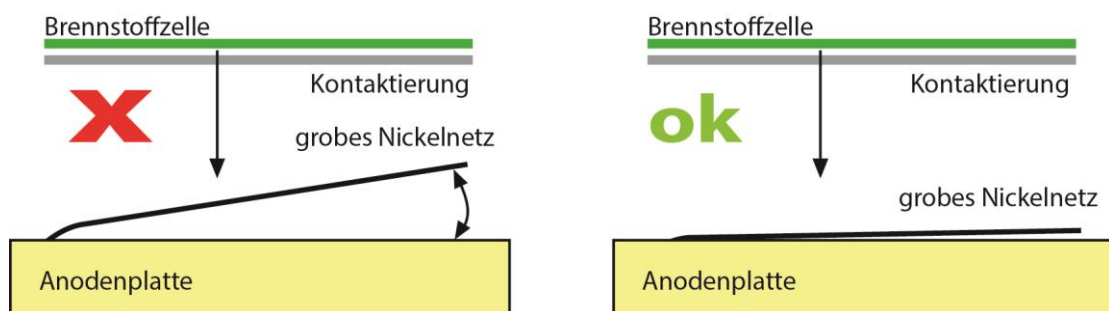 Brennstoffzelle
Kontaktierung
X
grobes Nickelnetz
Anodenplatte
Brennstoffzelle
Kontaktierung
ok
grobes Nickelnetz
Anodenplatte